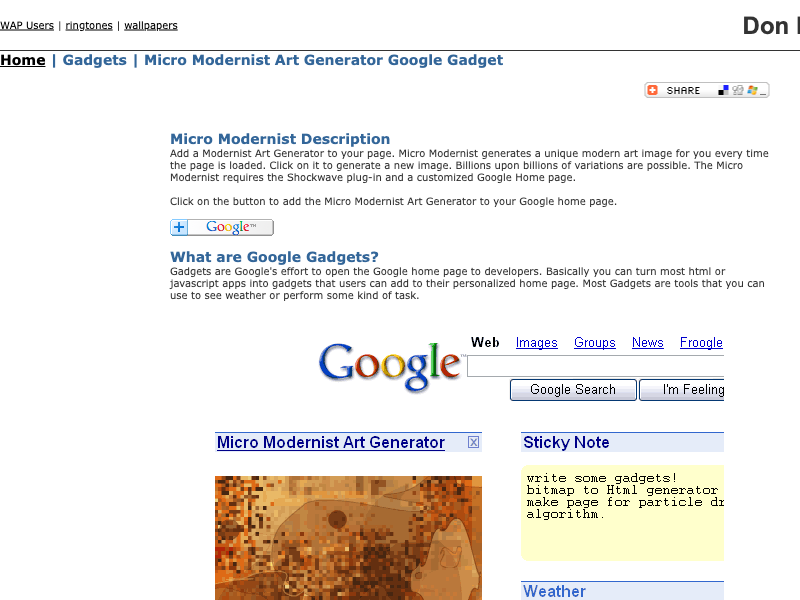 WAP Users | ringtones | wallpapers
Don
Home | Gadgets | Micro Modernist Art Generator Google Gadget
SHARE
Micro Modernist Description
Add a Modernist Art Generator to your page. Micro Modernist generates a unique modern art image for you every time
the page is loaded. Click on it to generate a new image. Billions upon billions of variations are possible. The Micro
Modernist requires the Shockwave plug-in and a customized Google Home page.
Click on the button to add the Micro Modernist Art Generator to your Google home page.
Google™
What are Google Gadgets?
Gadgets are Google's effort to open the Google home page to developers. Basically you can turn most html or
javascript apps into gadgets that users can add to their personalized home page. Most Gadgets are tools that you can
use to see weather or perform some kind of task.
Web Images Groups News Froogle
Google™
Google Search I'm Feeling
Micro Modernist Art Generator
Sticky Note
write some gadgets!
bitmap to Html generator
make page for particle dr
algorithm.
Weather